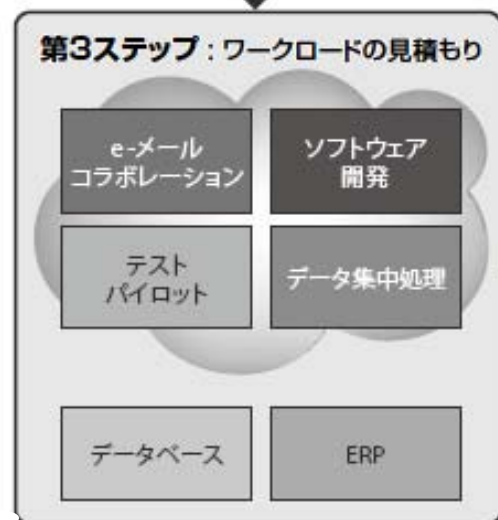 第3ステップ：ワークロードの見積もり
e-メール
コラボレーション
ソフトウェア
開発
テスト
パイロット
データ集中処理
データベース
ERP